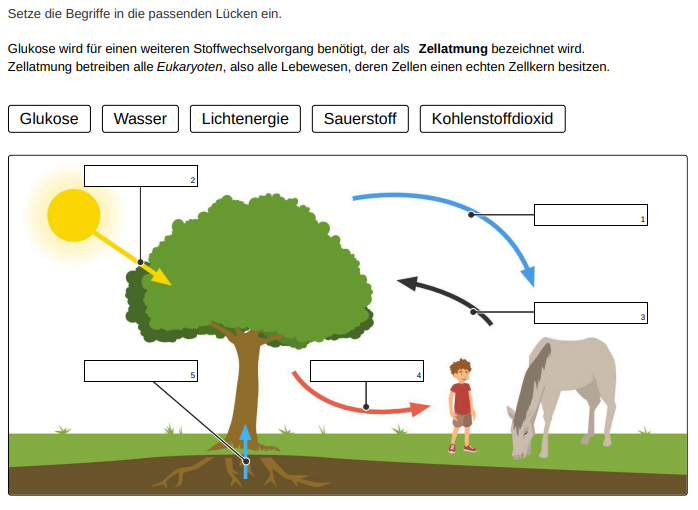 Setze die Begriffe in die passenden Lücken ein.
Glukose wird für einen weiteren Stoffwechselvorgang benötigt, der als Zellatmung bezeichnet wird.
Zellatmung betreiben alle Eukaryoten, also alle Lebewesen, deren Zellen einen echten Zellkern besitzen.
Glukose Wasser Lichtenergie Sauerstoff Kohlenstoffdioxid
2
1
3
5 4